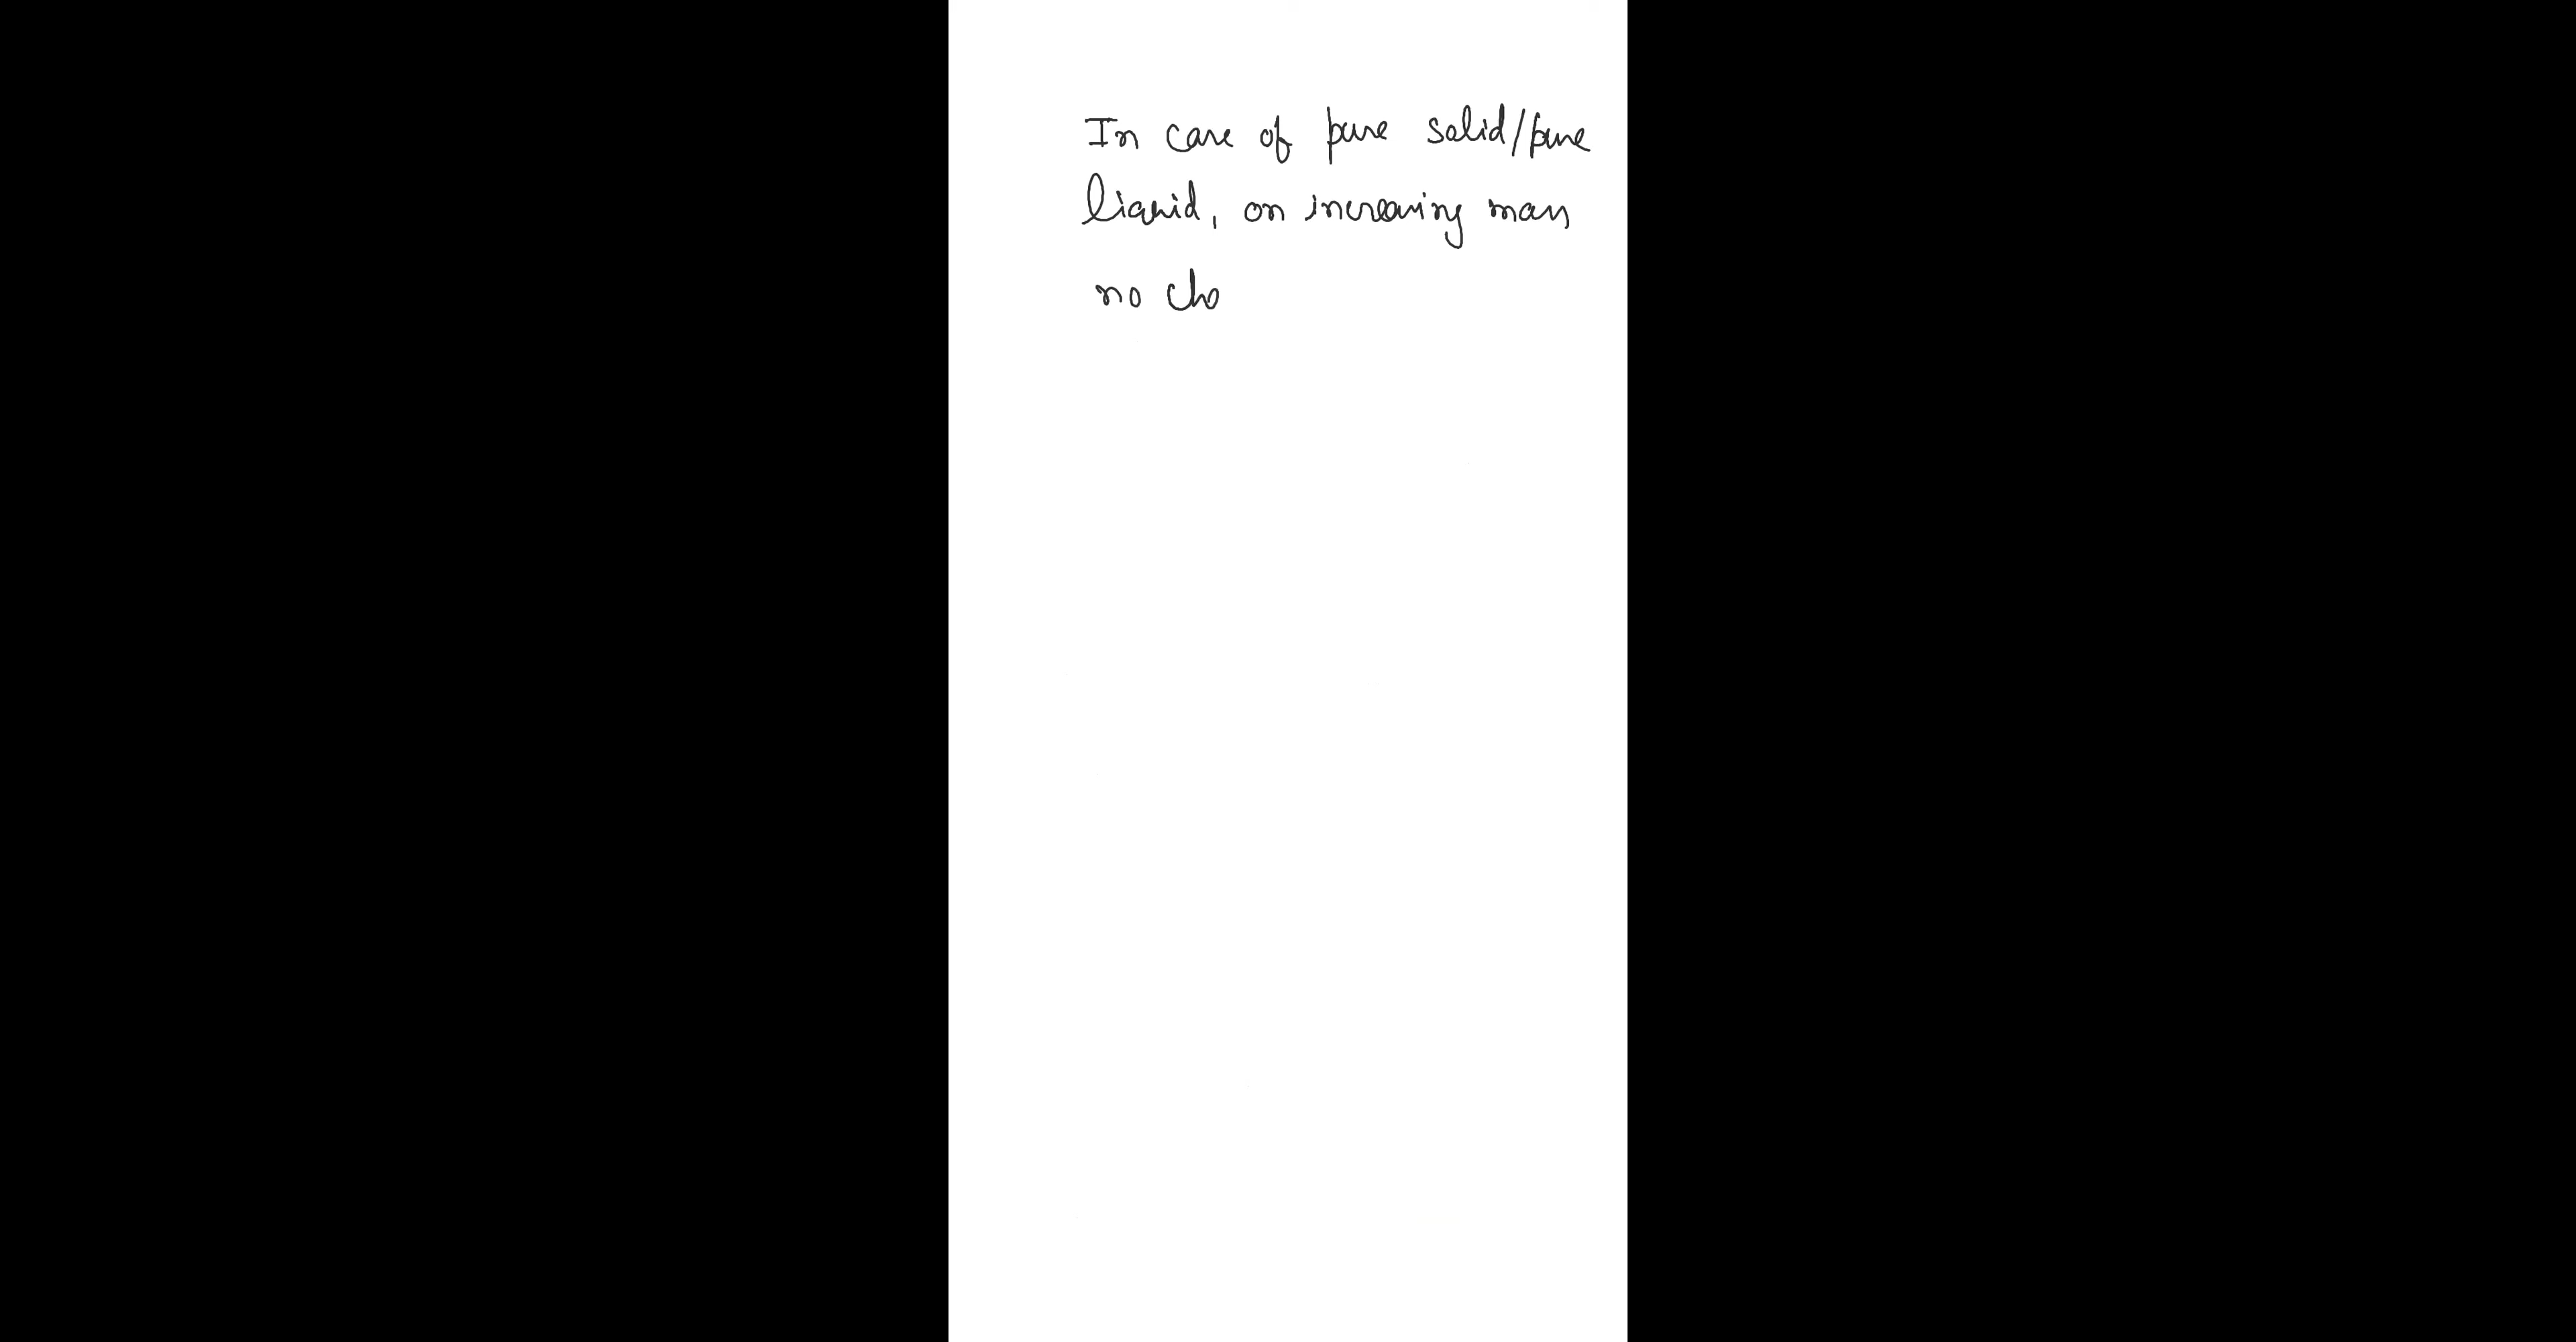 In case of pure solid/pure
liquid, on increasing mass
no cha